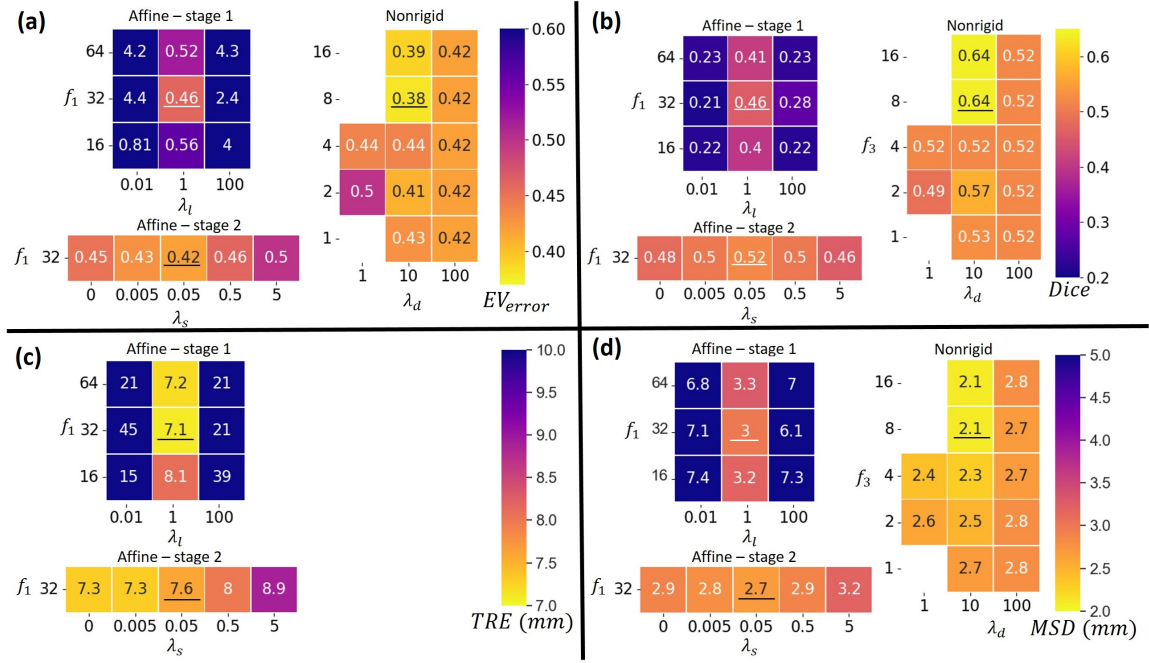 (a)
Affine – stage 1
64 4.2 0.52 4.3
f1 32 4.4 0.46 2.4
16 0.81 0.56 4
0.01 1 100
λl
Affine – stage 2
f1 32 0.45 0.43 0.42 0.46 0.5
0 0.005 0.05 0.5 5
λs
Nonrigid
16 0.39 0.42
8 0.38 0.42
4 0.44 0.44 0.42
2 0.5 0.41 0.42
1 0.43 0.42
1 10 100
λd
0.60
0.55
0.50
0.45
0.40
EVerror
(b)
Affine – stage 1
64 0.23 0.41 0.23
f1 32 0.21 0.46 0.28
16 0.22 0.4 0.22
0.01 1 100
λl
Affine – stage 2
f1 32 0.48 0.5 0.52 0.5 0.46
0 0.005 0.05 0.5 5
λs
Nonrigid
16 0.64 0.52
8 0.64 0.52
f3 4 0.52 0.52 0.52
2 0.49 0.57 0.52
1 0.53 0.52
1 10 100
λd
0.6
0.5
0.4
0.3
0.2
Dice
(c)
Affine – stage 1
64 21 7.2 21
f1 32 45 7.1 21
16 15 8.1 39
0.01 1 100
λl
Affine – stage 2
f1 32 7.3 7.3 7.6 8 8.9
0 0.005 0.05 0.5 5
λs
10.0
9.5
9.0
8.5
8.0
7.5
7.0
TRE (mm)
(d)
Affine – stage 1
64 6.8 3.3 7
f1 32 7.1 3 6.1
16 7.4 3.2 7.3
0.01 1 100
λl
Affine – stage 2
f1 32 2.9 2.8 2.7 2.9 3.2
0 0.005 0.05 0.5 5
λs
Nonrigid
16 2.1 2.8
8 2.1 2.7
f3 4 2.4 2.3 2.7
2 2.6 2.5 2.8
1 2.7 2.8
1 10 100
λd
5.0
4.5
4.0
3.5
3.0
2.5
2.0
MSD (mm)